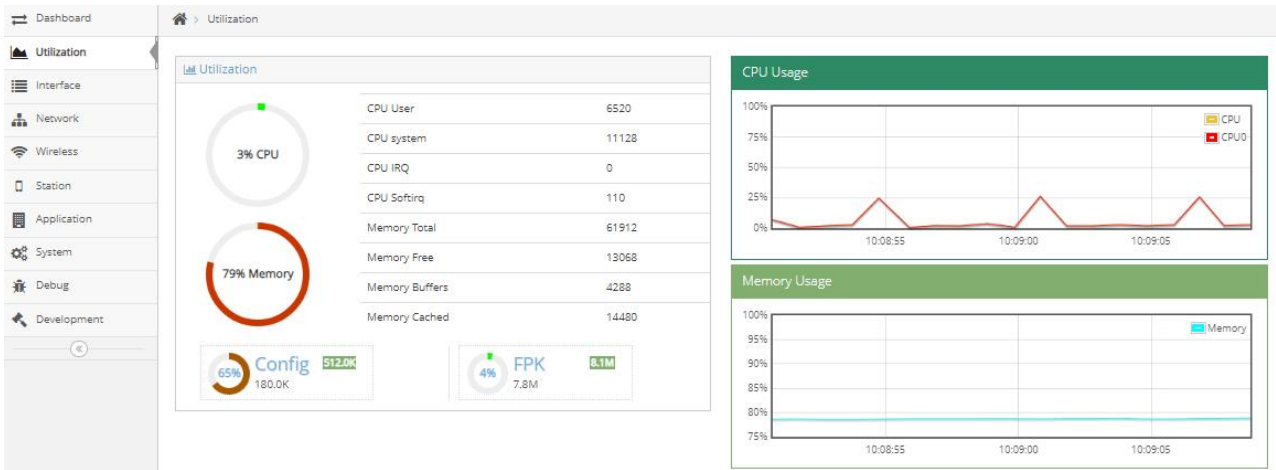 Dashboard
Utilization
Interface
Network
Wireless
Station
Application
System
Debug
Development
> Utilization
Utilization
3% CPU
79% Memory
CPU User 6520
CPU system 11128
CPU IRQ 0
CPU Softirq 110
Memory Total 61912
Memory Free 13068
Memory Buffers 4288
Memory Cached 14480
65% Config 512.0K
180.0K
4% FPK 8.1M
7.8M
CPU Usage
100%
75%
50%
25%
0%
CPU
CPU0
10:08:55 10:09:00 10:09:05
Memory Usage
100%
95%
90%
85%
80%
75%
Memory
10:08:55 10:09:00 10:09:05